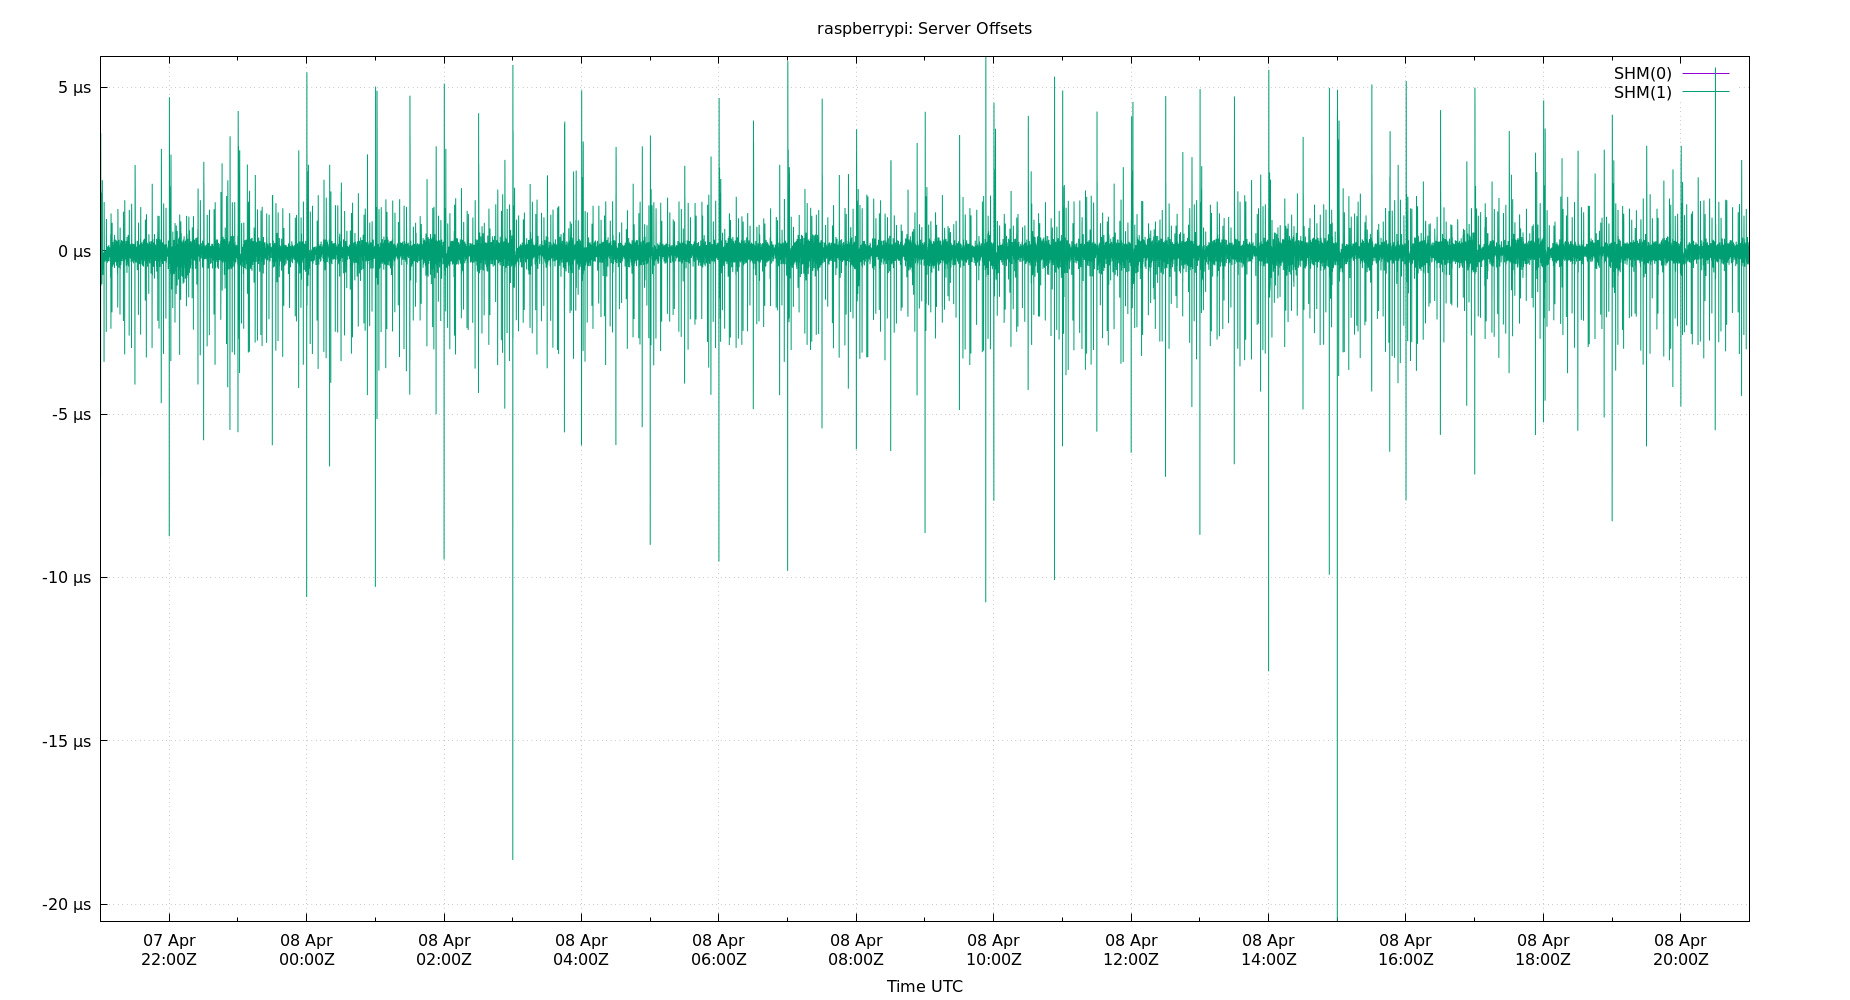 raspberrypi: Server Offsets
SHM(0)
SHM(1)
5 µs
0 µs
-5 µs
-10 µs
-15 µs
-20 µs
07 Apr
22:00Z
08 Apr
00:00Z
08 Apr
02:00Z
08 Apr
04:00Z
08 Apr
06:00Z
08 Apr
08:00Z
08 Apr
10:00Z
08 Apr
12:00Z
08 Apr
14:00Z
08 Apr
16:00Z
08 Apr
18:00Z
08 Apr
20:00Z
Time UTC